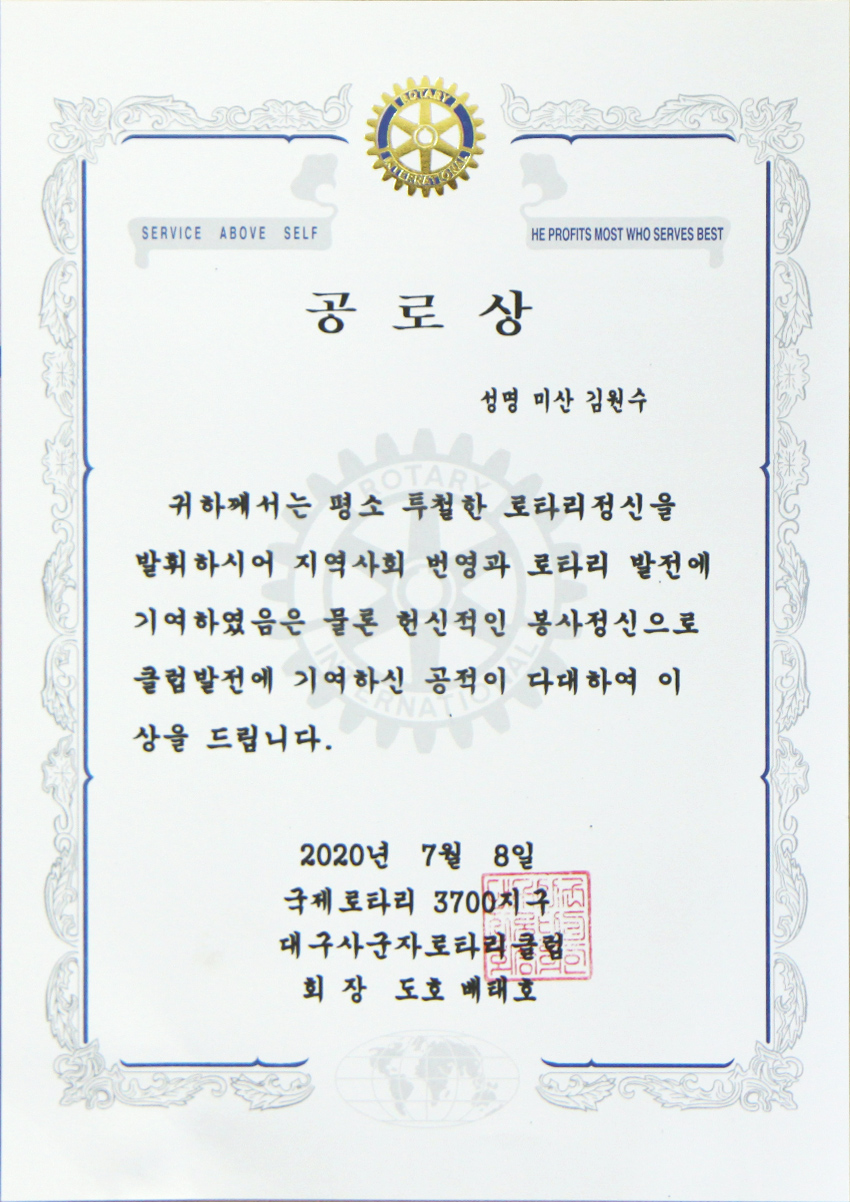 ROTARY
INTERNATIONAL
SERVICE ABOVE SELF
HE PROFITS MOST WHO SERVES BEST
공로상
성명 미산 김원수
귀하께서는 평소 투철한 로타리정신을
발휘하시어 지역사회 번영과 로타리 발전에
기여하였음은 물론 헌신적인 봉사정신으로
클럽발전에 기여하신 공적이 다대하여 이
상을 드립니다.
ROTARY
INTERNATIONAL
2020년 7월 8일
국제로타리 3700지구
대구사군자로타리클럽
회 장 도호 배태호